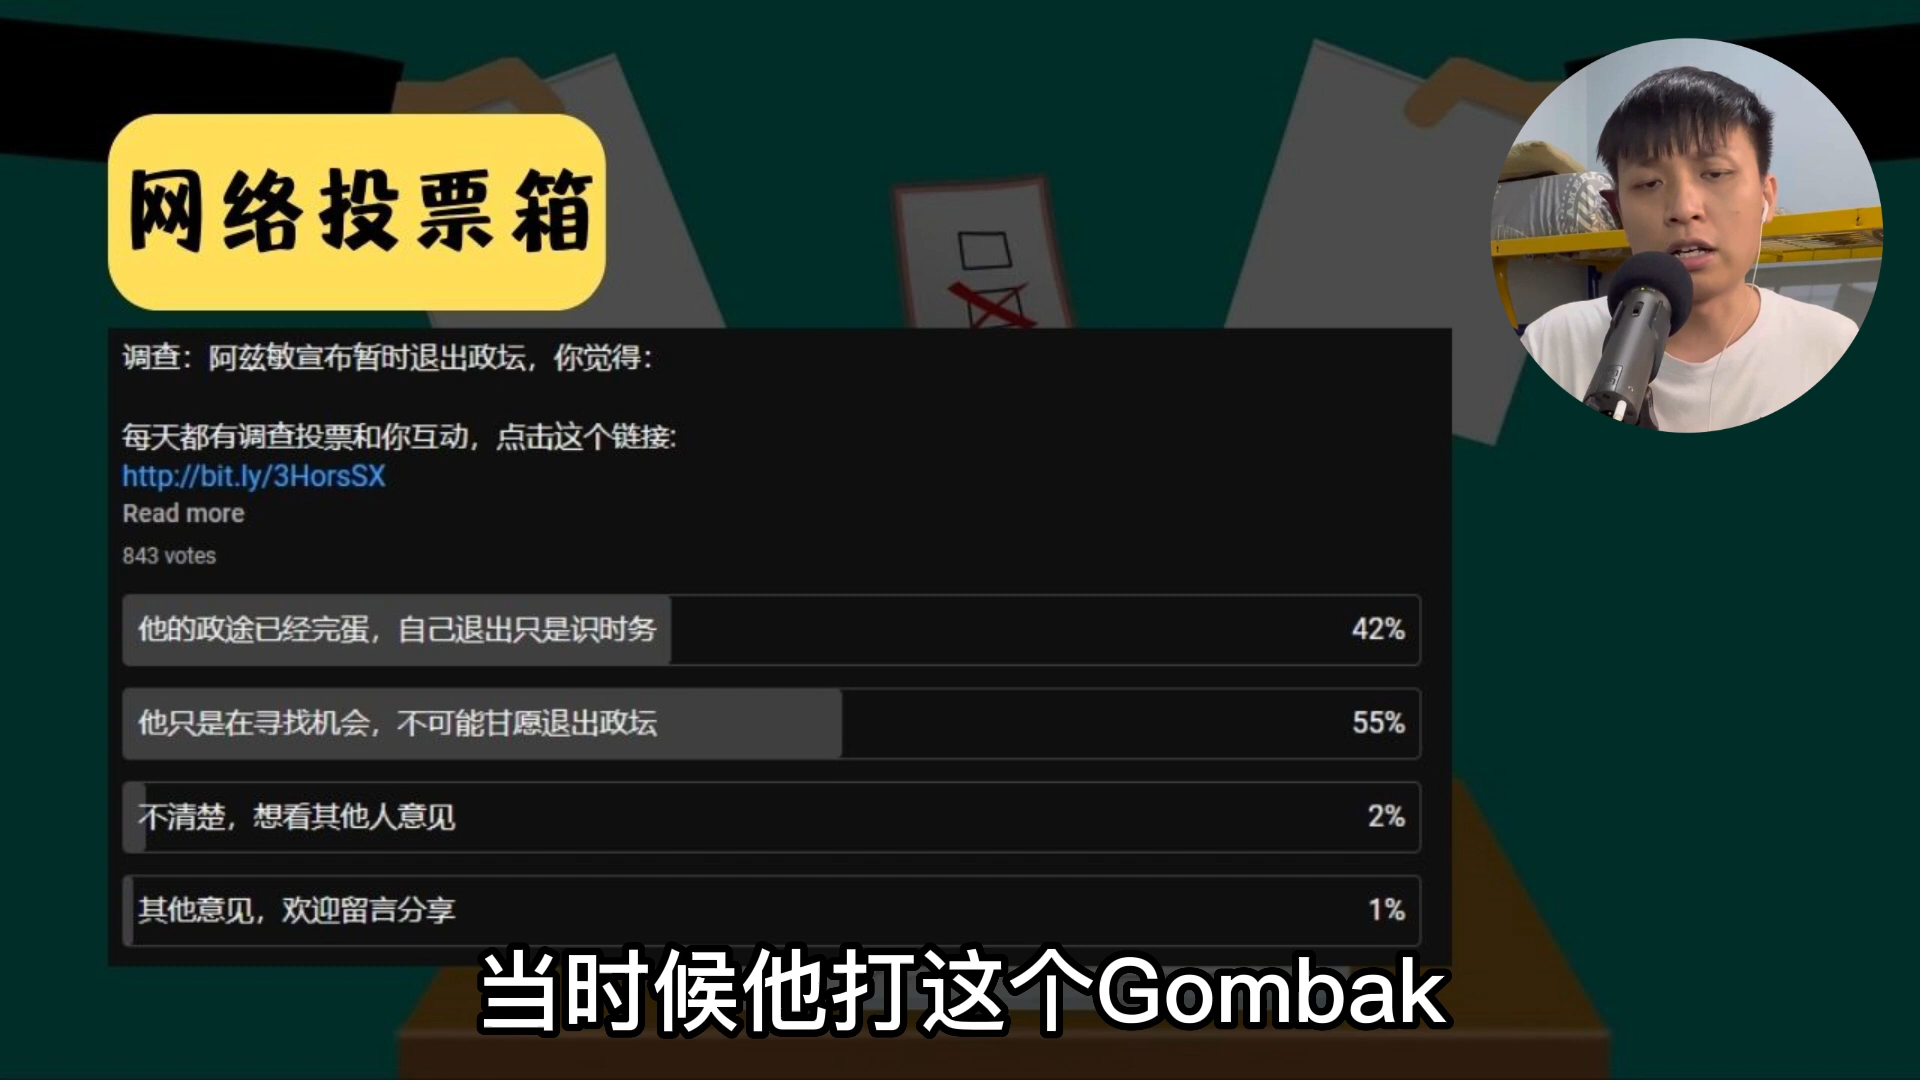 网络投票箱
调查：阿兹敏宣布暂时退出政坛，你觉得：
每天都有调查投票和你互动，点击这个链接:
http://bit.ly/3HorsSX
Read more
843 votes
他的政途已经完蛋，自己退出只是识时务 42%
他只是在寻找机会，不可能甘愿退出政坛 55%
不清楚，想看其他人意见 2%
其他意见，欢迎留言分享 1%
当时候他打这个Gombak